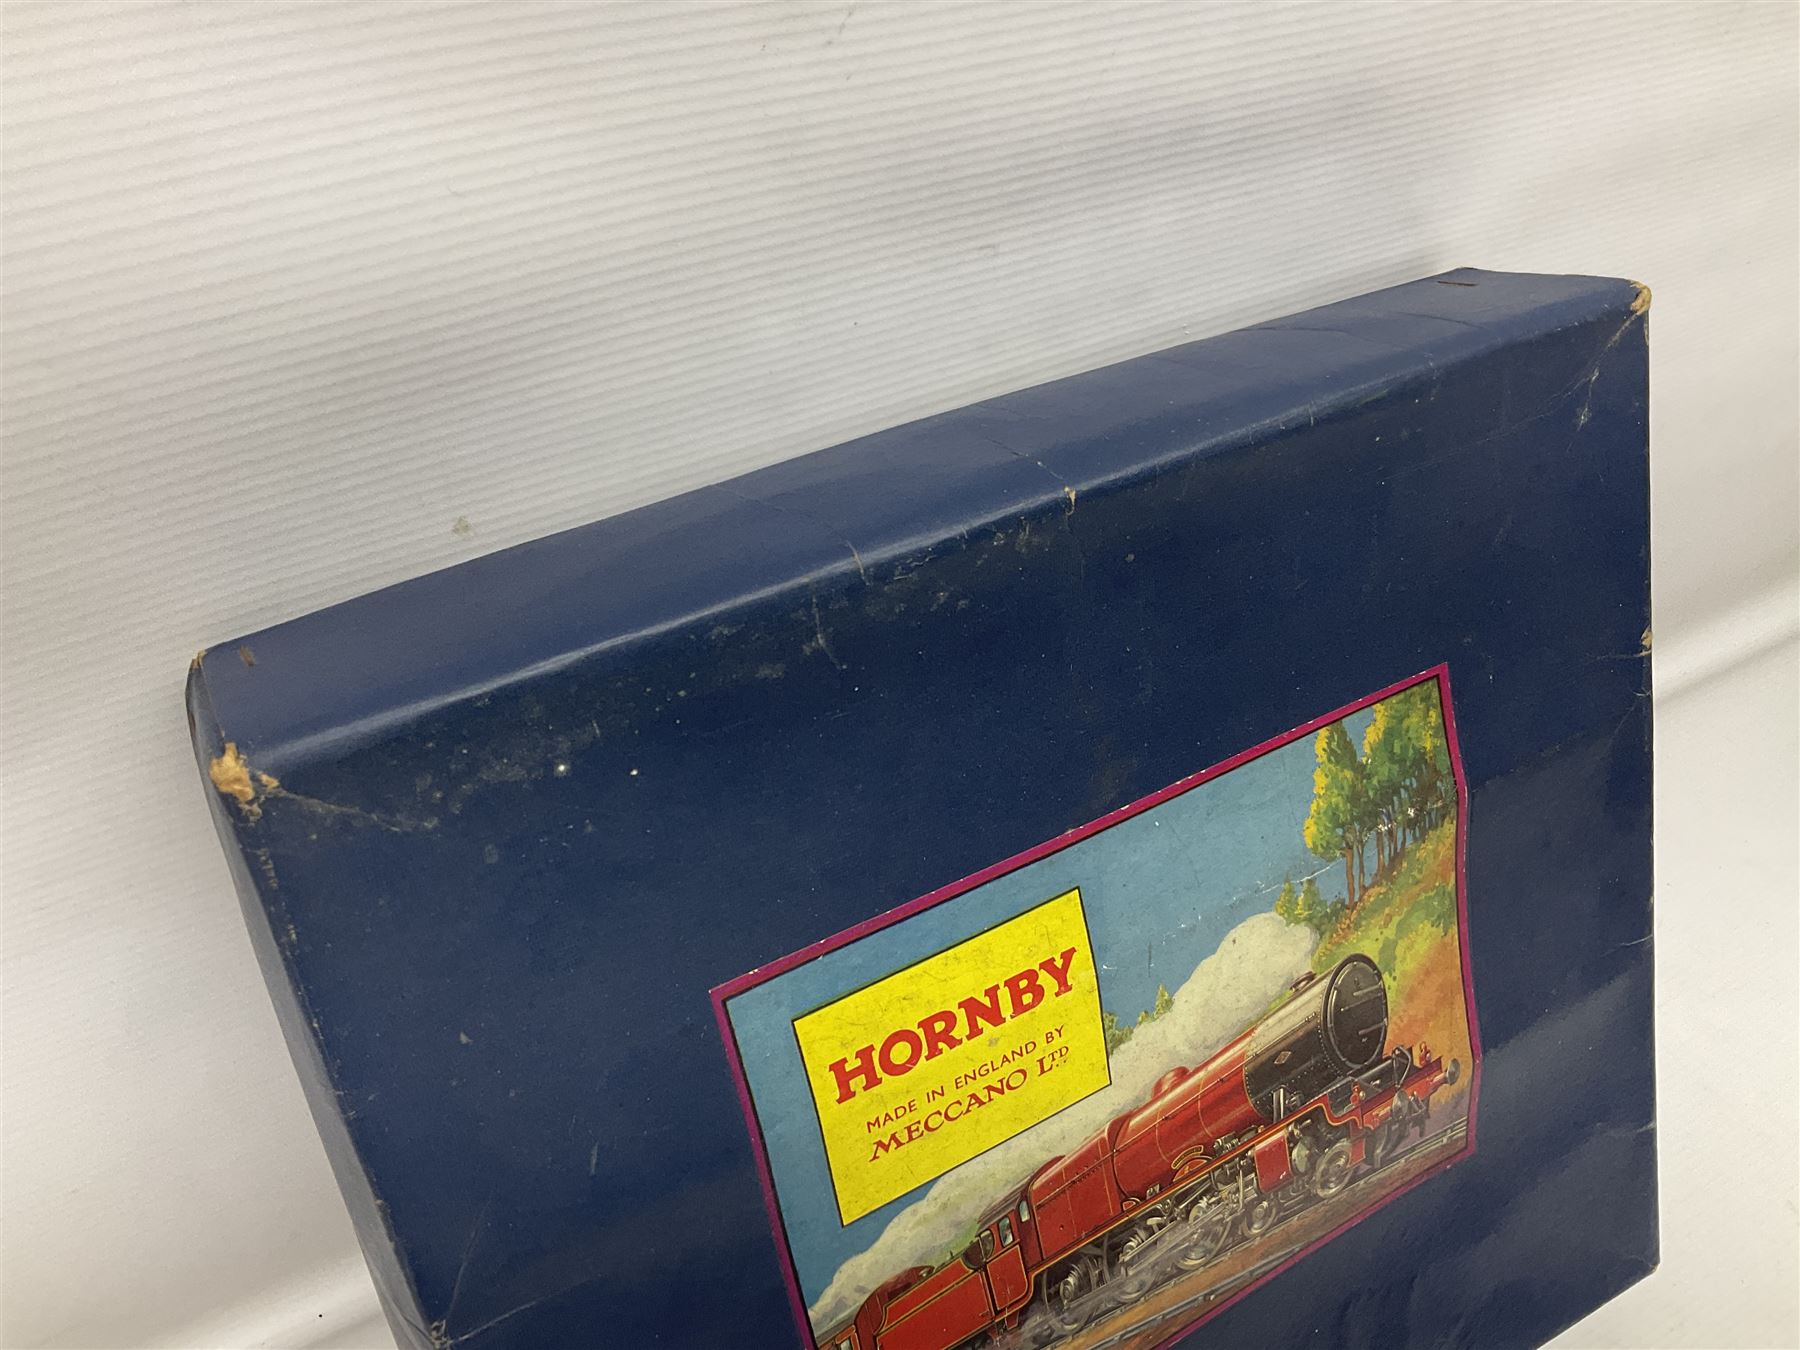 HORNBY
MADE IN ENGLAND BY
MECCANO LTD